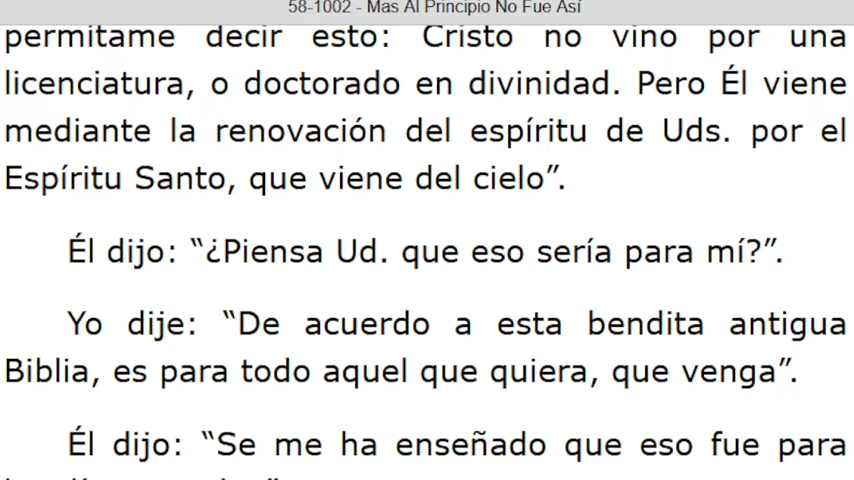 58-1002 - Mas Al Principio No Fue Así
permítame decir esto: Cristo no vino por una
licenciatura, o doctorado en divinidad. Pero Él viene
mediante la renovación del espíritu de Uds. por el
Espíritu Santo, que viene del cielo”.
Él dijo: “¿Piensa Ud. que eso sería para mí?”.
Yo dije: “De acuerdo a esta bendita antigua
Biblia, es para todo aquel que quiera, que venga”.
Él dijo: “Se me ha enseñado que eso fue para